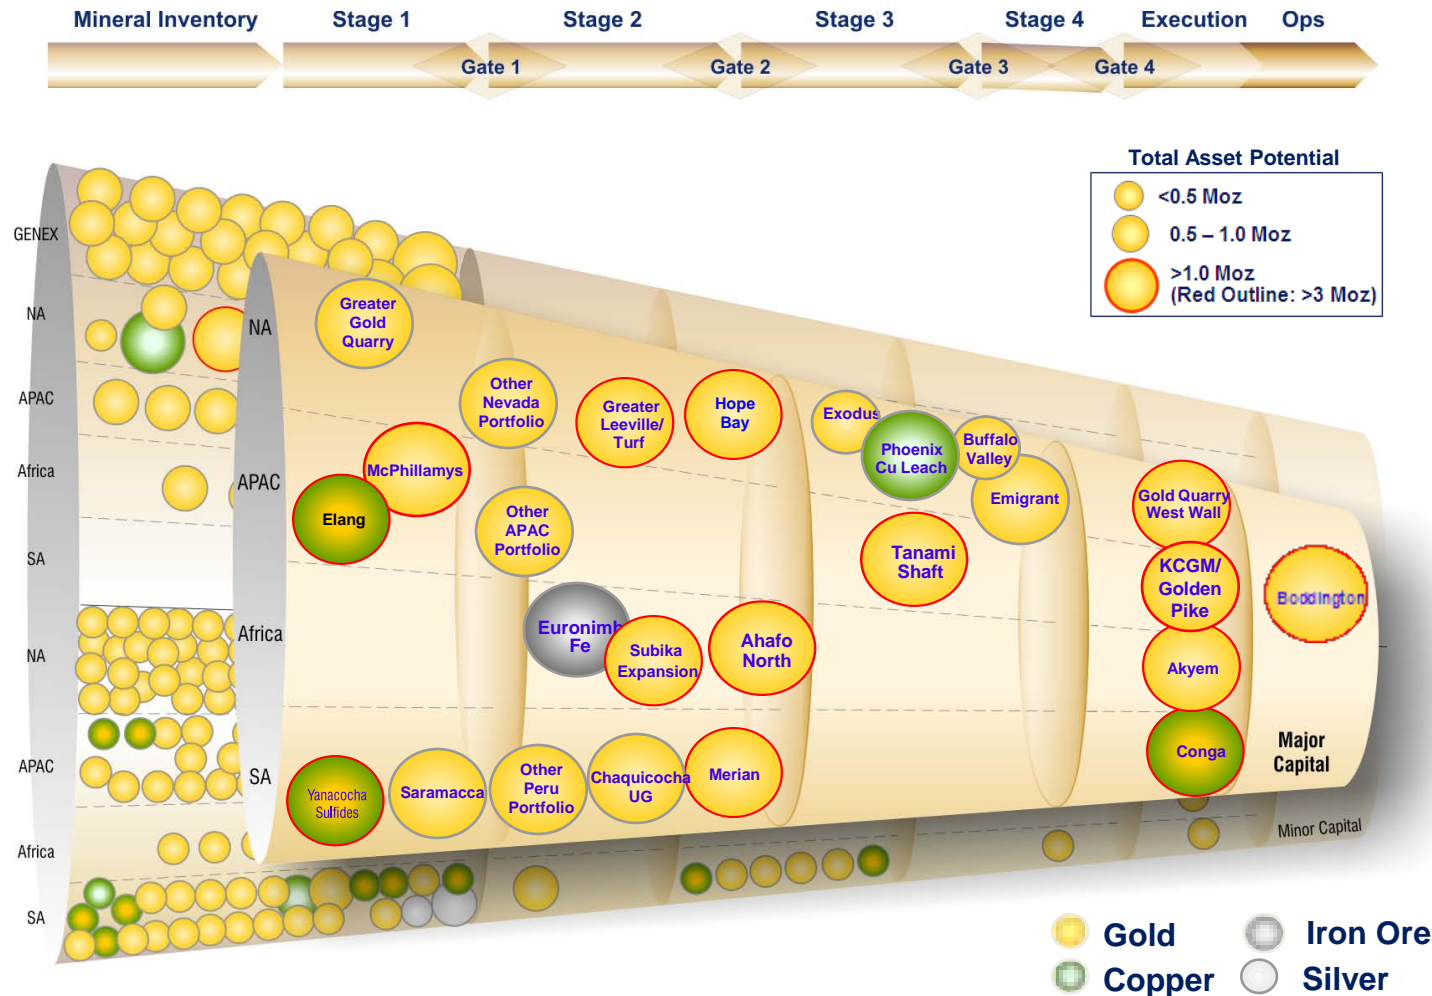 Mineral Inventory
Stage 1
Stage 2
Stage 3
Stage 4
Execution
Ops
Gate 1
Gate 2
Gate 3
Gate 4
Total Asset Potential
<0.5 Moz
0.5 – 1.0 Moz
>1.0 Moz
(Red Outline: >3 Moz)
GENEX
NA
APAC
Africa
SA
NA
APAC
Africa
SA
NA
APAC
Africa
SA
Greater
Gold
Quarry
Other
Nevada
Portfolio
Greater
Leeville/
Turf
Hope
Bay
Exodus
Phoenix
Cu Leach
Buffalo
Valley
Emigrant
McPhillamys
Elang
Other
APAC
Portfolio
Tanami
Shaft
Gold Quarry
West Wall
KCGM/
Golden
Pike
Boddington
Euronimba
Fe
Subika
Expansion
Ahafo
North
Akyem
Yanacocha
Sulfides
Saramacca
Other
Peru
Portfolio
Chaquicocha
UG
Merian
Conga
Major
Capital
Minor Capital
Gold
Iron Ore
Copper
Silver